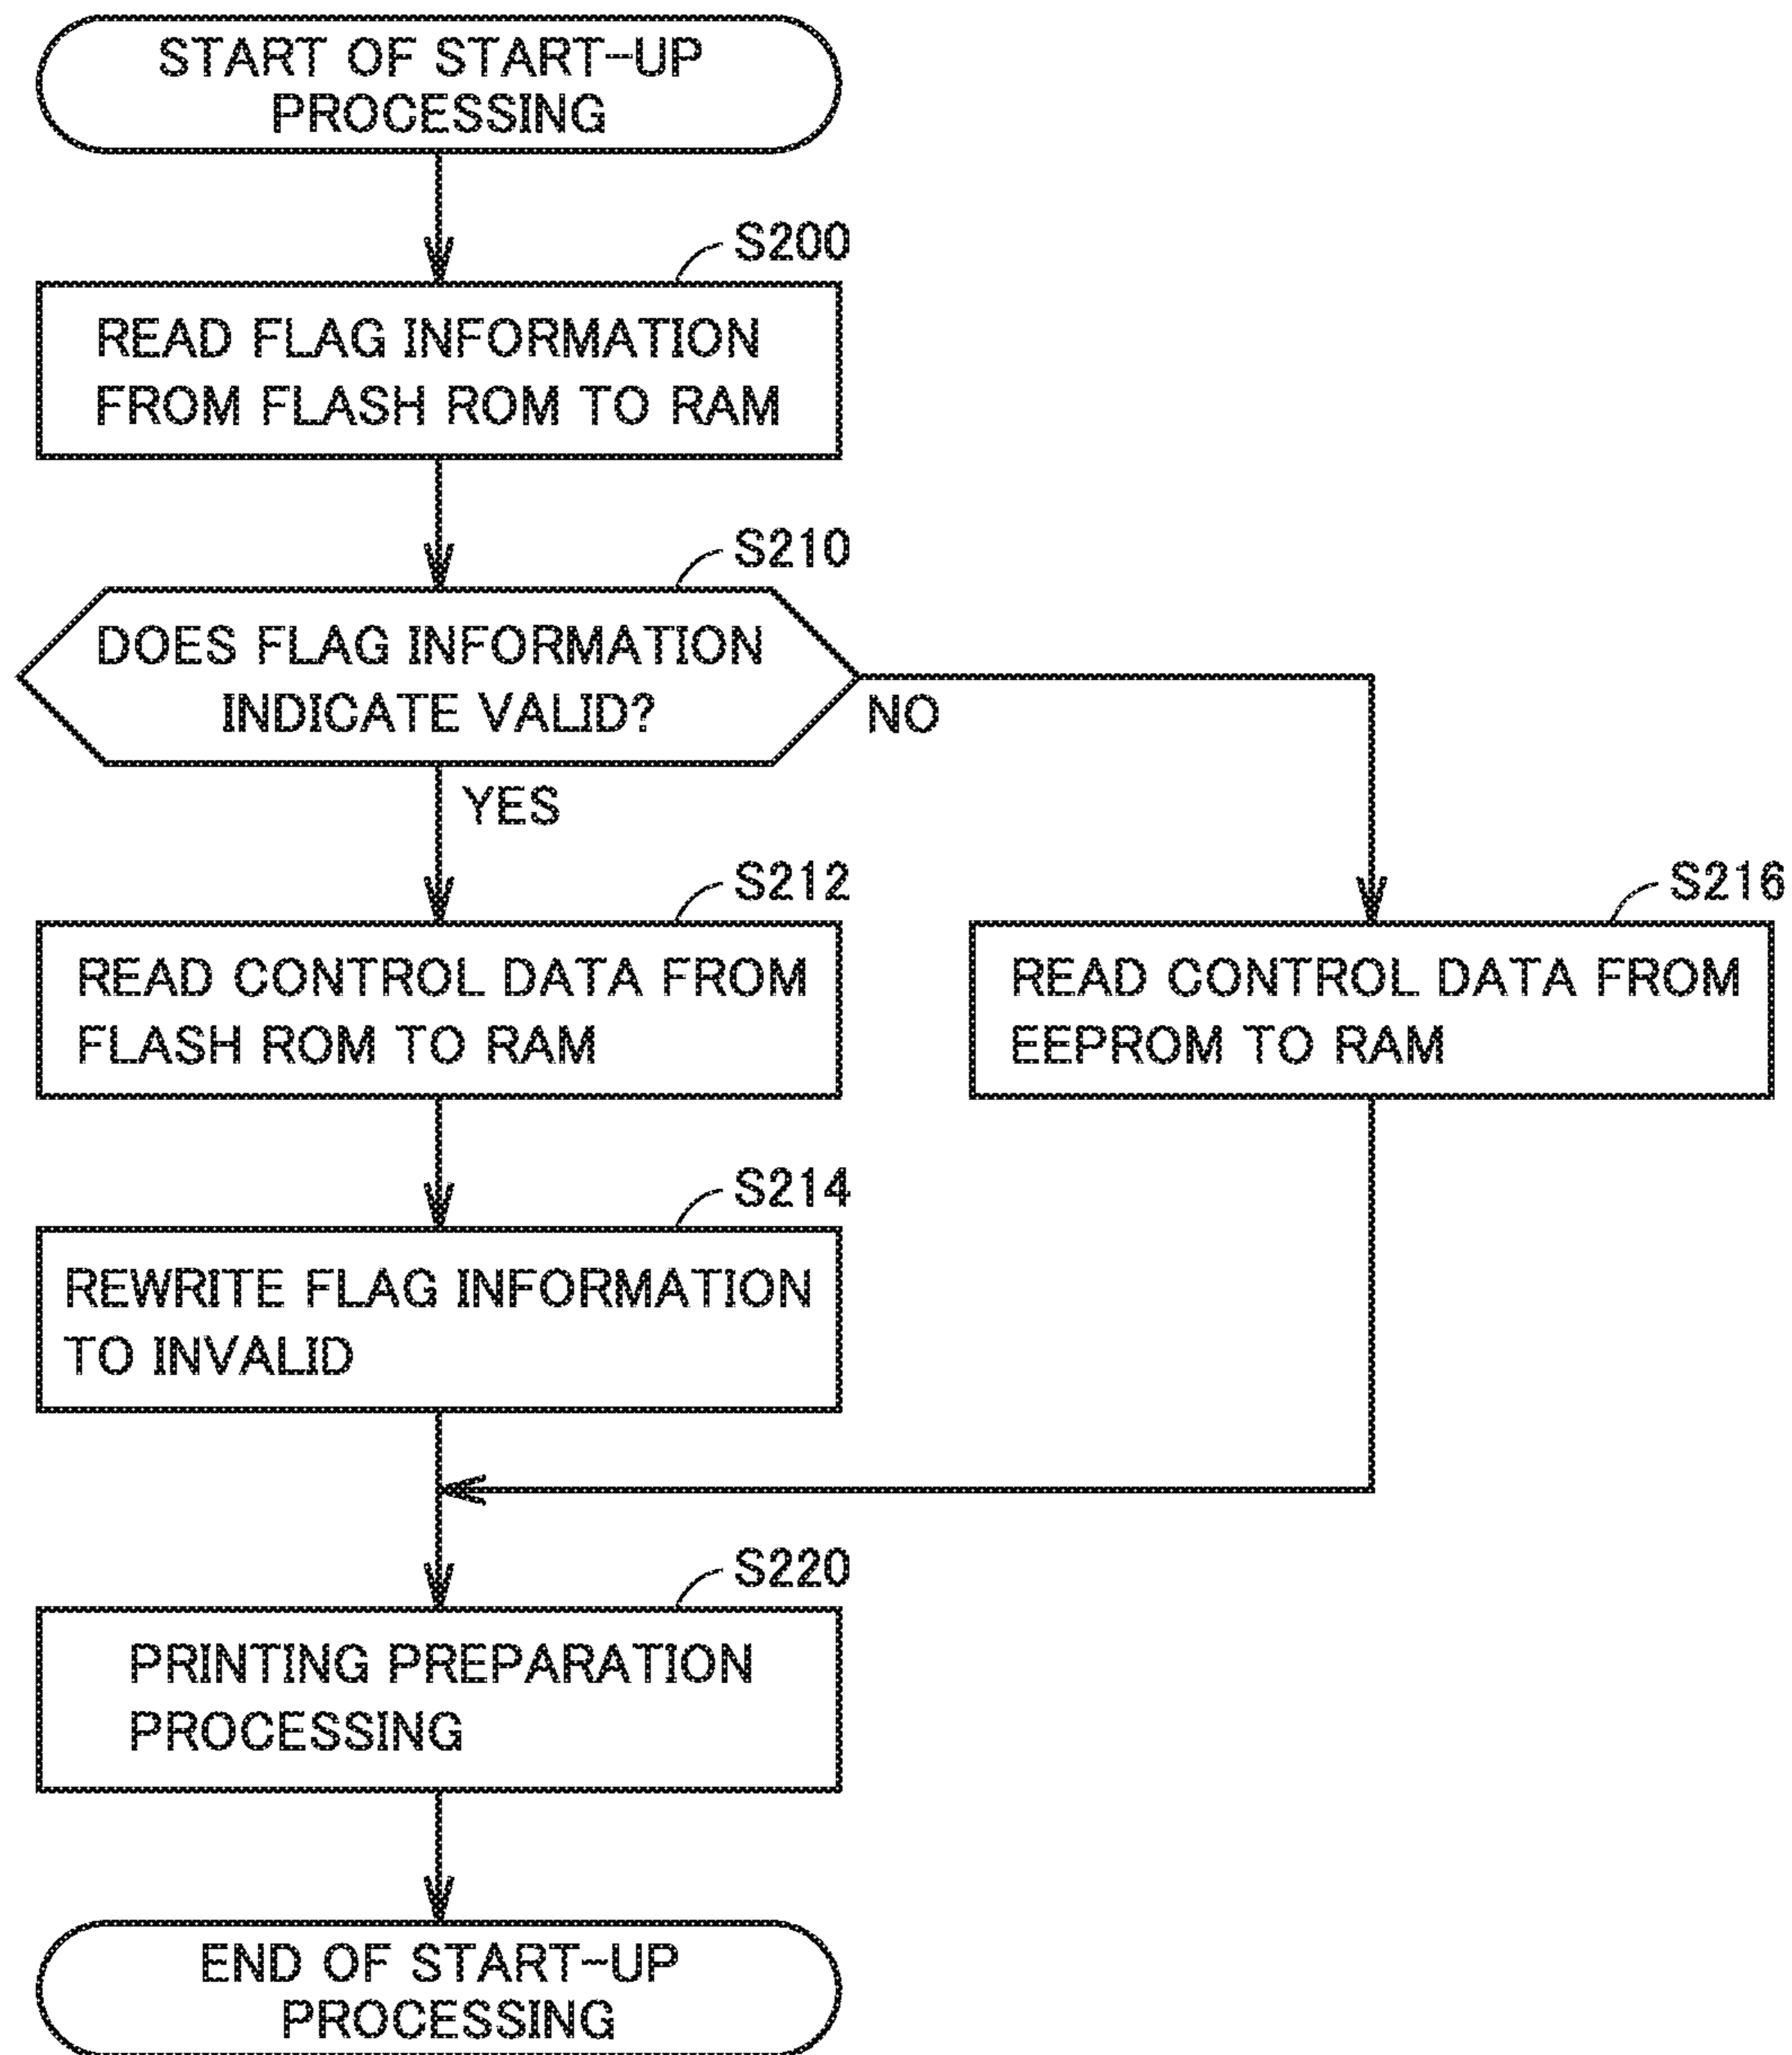 START OF START-UP
PROCESSING
S200
READ FLAG INFORMATION
FROM FLASH ROM TO RAM
S210
DOES FLAG INFORMATION
INDICATE VALID?
NO
YES
S212
READ CONTROL DATA FROM
FLASH ROM TO RAM
S216
READ CONTROL DATA FROM
EEPROM TO RAM
S214
REWRITE FLAG INFORMATION
TO INVALID
S220
PRINTING PREPARATION
PROCESSING
END OF START-UP
PROCESSING